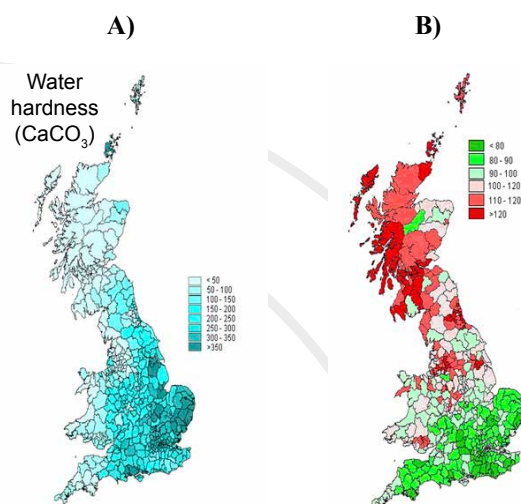 A)
B)
Water
hardness
(CaCO3)
< 80
80 - 90
90 - 100
100 - 120
110 - 120
>120
< 50
50 - 100
100 - 150
150 - 200
200 - 250
250 - 300
300 - 350
>350